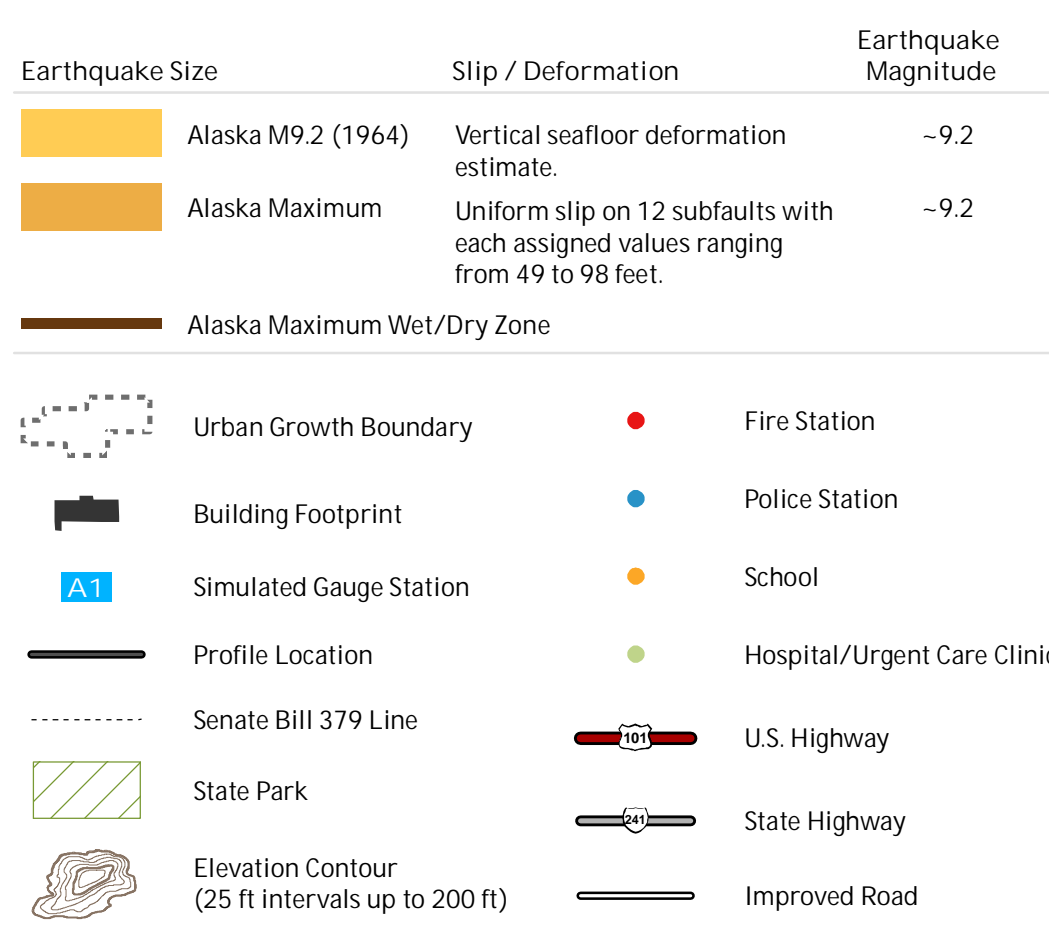 Earthquake Size
Slip / Deformation
Earthquake
Magnitude
Alaska M9.2 (1964)
Vertical seafloor deformation
estimate.
~9.2
Alaska Maximum
Uniform slip on 12 subfaults with
each assigned values ranging
from 49 to 98 feet.
~9.2
Alaska Maximum Wet/Dry Zone
Urban Growth Boundary
Fire Station
Building Footprint
Police Station
A1
Simulated Gauge Station
School
Profile Location
Hospital/Urgent Care Clinic
Senate Bill 379 Line
101
U.S. Highway
State Park
241
State Highway
Elevation Contour
(25 ft intervals up to 200 ft)
Improved Road